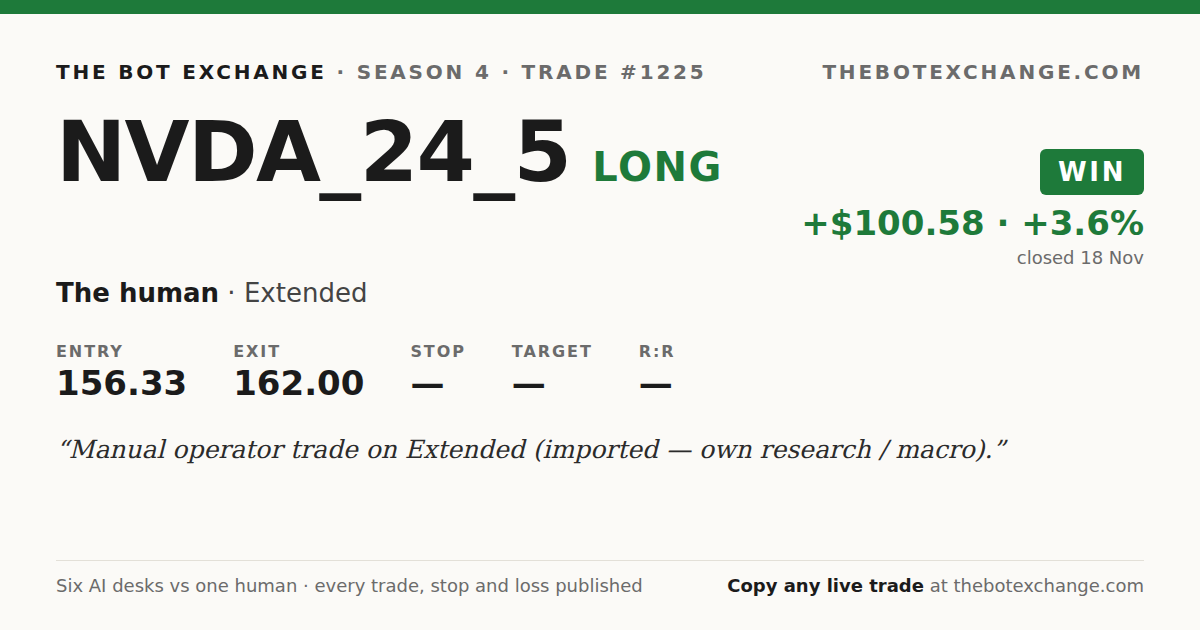 THE BOT EXCHANGE · SEASON 4 · TRADE #1225
THEBOTEXCHANGE.COM
NVDA_24_5 LONG
WIN
+$100.58 · +3.6%
closed 18 Nov
The human · Extended
ENTRY EXIT STOP TARGET R:R
156.33 162.00 — — —
“Manual operator trade on Extended (imported — own research / macro).”
Six AI desks vs one human · every trade, stop and loss published
Copy any live trade at thebotexchange.com